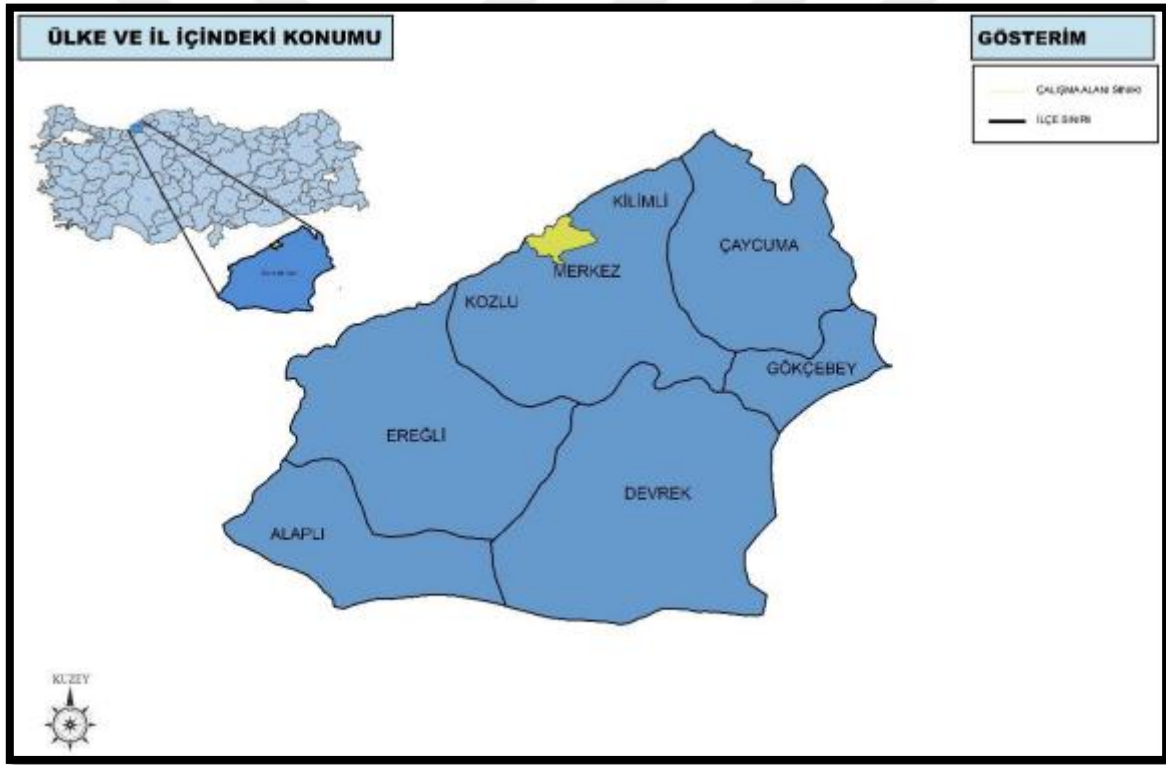 ÜLKE VE İL İÇİNDEKİ KONUMU
GÖSTERİM
ÇALIŞMA ALANI SINIRI
İLÇE SINIRI
KİLİMLİ
ÇAYCUMA
MERKEZ
KOZLU
GÖKÇEBEY
EREĞLİ
DEVREK
ALAPLI
KUZEY